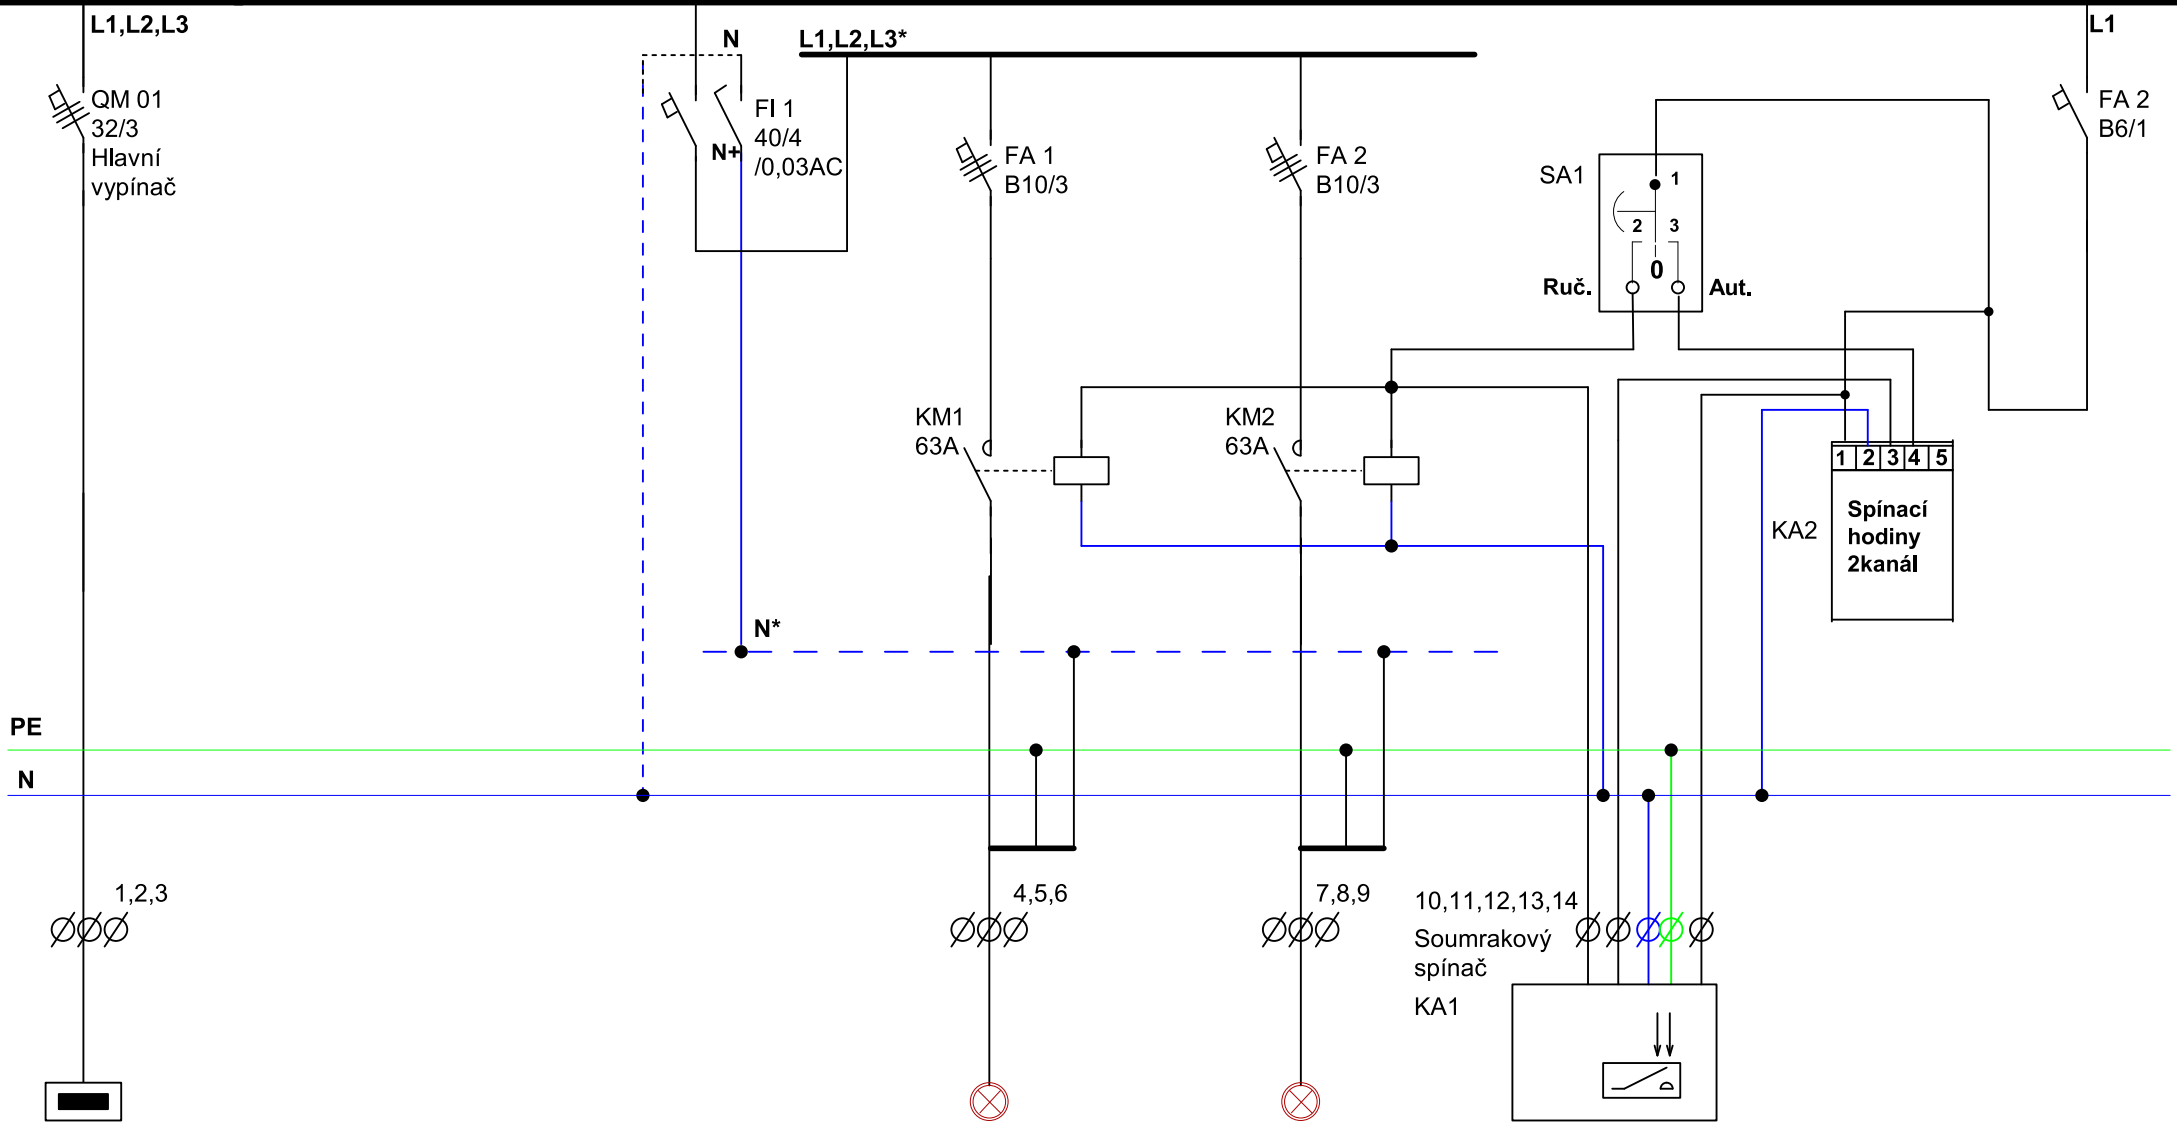 L1,L2,L3
QM 01
32/3
Hlavní
vypínač
N
FI 1
40/4
/0,03AC
N+
L1,L2,L3*
FA 1
B10/3
FA 2
B10/3
SA1
1
2 3
0
Ruč. Aut.
L1
FA 2
B6/1
KM1
63A
KM2
63A
1 2 3 4 5
Spínací
hodiny
2kanál
KA2
N*
PE
N
1,2,3
4,5,6
7,8,9
10,11,12,13,14
Soumrakový
spínač
KA1